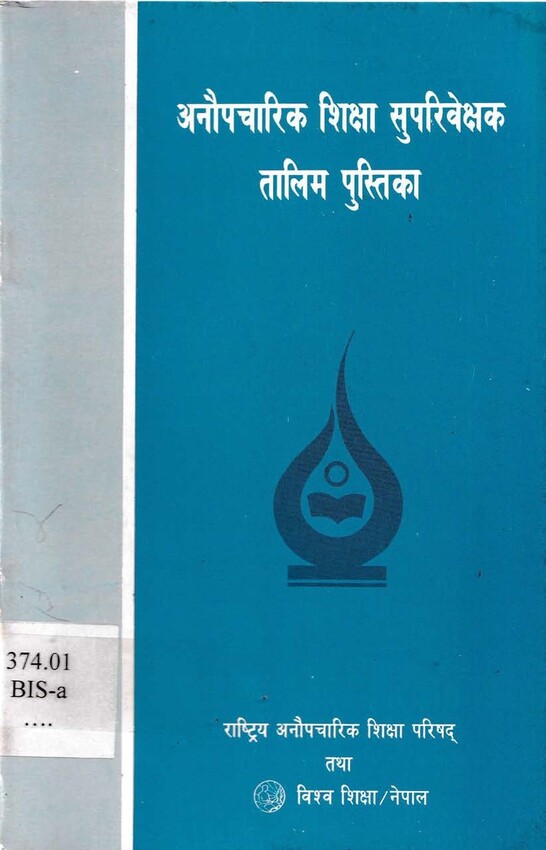 अनौपचारिक शिक्षा सुपरिवेक्षक
तालिम पुस्तिका
374.01
BIS-a
....
राष्ट्रिय अनौपचारिक शिक्षा परिषद्
तथा
विश्व शिक्षा/नेपाल